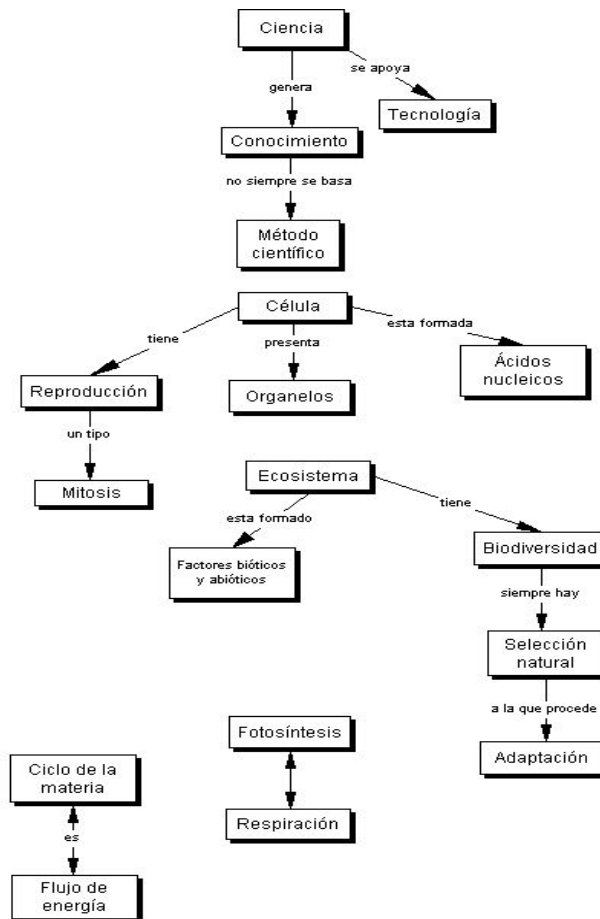 Ciencia
se apoya
genera
Tecnología
Conocimiento
no siempre se basa
Método
científico
Célula
tiene
presenta
esta formada
Reproducción
Organelos
Ácidos
nucleicos
un tipo
Mitosis
Ecosistema
esta formado
tiene
Factores bióticos
y abióticos
Biodiversidad
siempre hay
Selección
natural
a la que procede
Adaptación
Fotosíntesis
Respiración
Ciclo de la
materia
es
Flujo de
energía